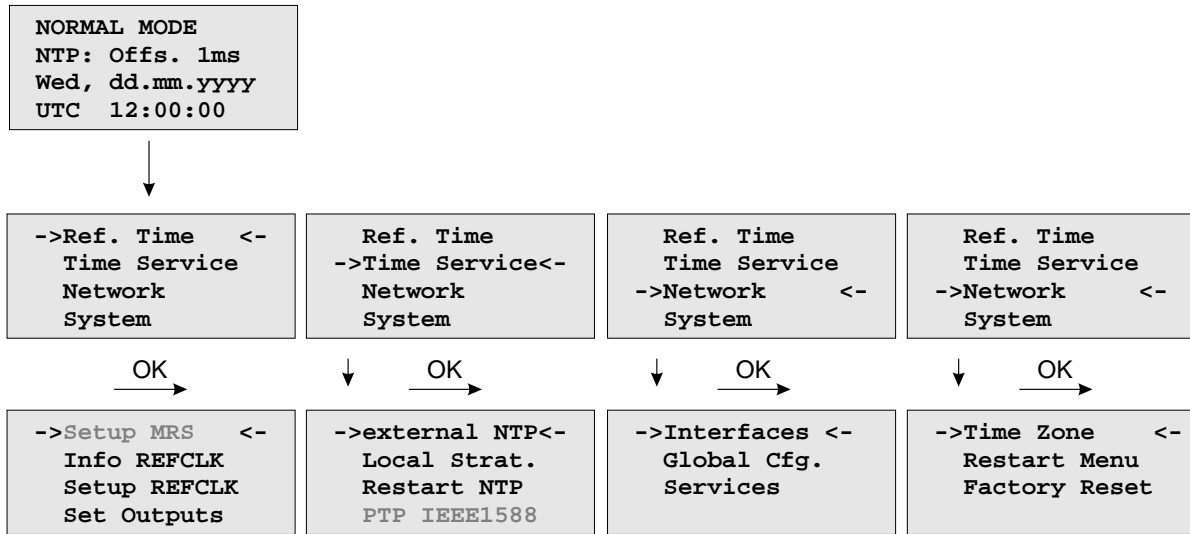 NORMAL MODE
NTP: Offs. 1ms
Wed, dd.mm.yyyy
UTC 12:00:00
->Ref. Time <-
Time Service
Network
System
Ref. Time
->Time Service<-
Network
System
Ref. Time
Time Service
->Network <-
System
Ref. Time
Time Service
->Network <-
System
OK
OK
OK
OK
->Setup MRS <-
Info REFCLK
Setup REFCLK
Set Outputs
->external NTP<-
Local Strat.
Restart NTP
PTP IEEE1588
->Interfaces <-
Global Cfg.
Services
->Time Zone <-
Restart Menu
Factory Reset